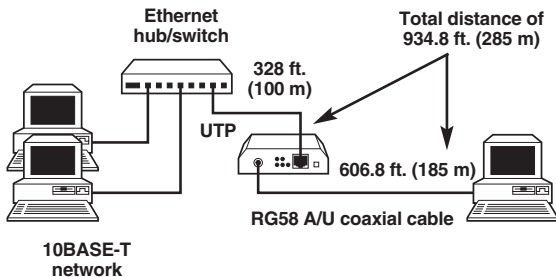 Ethernet
hub/switch
Total distance of
934.8 ft. (285 m)
328 ft.
(100 m)
UTP
606.8 ft. (185 m)
RG58 A/U coaxial cable
10BASE-T
network